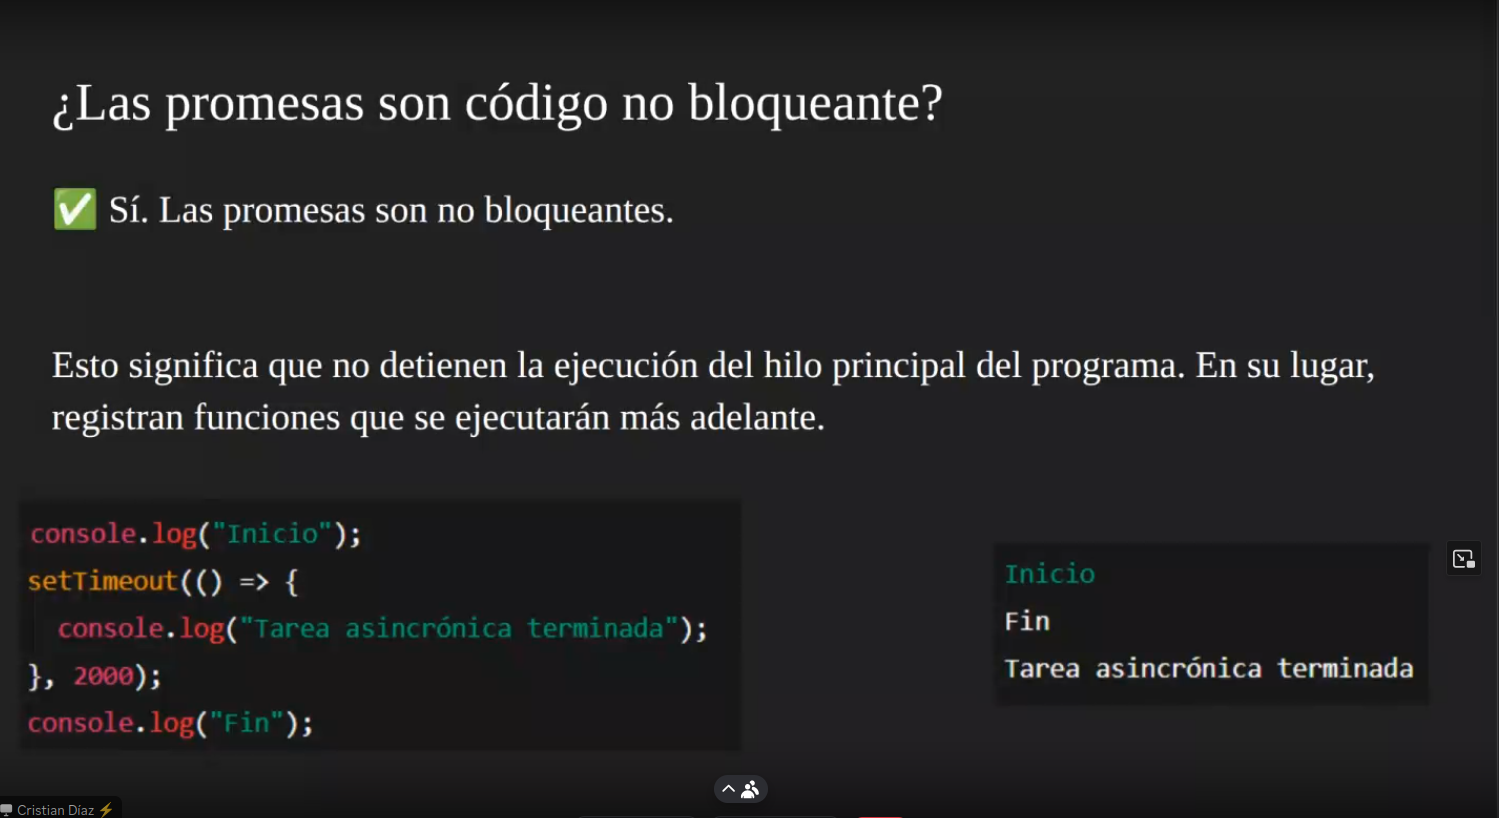 ¿Las promesas son código no bloqueante?
✅ Sí. Las promesas son no bloqueantes.
Esto significa que no detienen la ejecución del hilo principal del programa. En su lugar,
registran funciones que se ejecutarán más adelante.
console.log("Inicio");
setTimeout(() => {
  console.log("Tarea asincrónica terminada");
}, 2000);
console.log("Fin");
Inicio
Fin
Tarea asincrónica terminada
Cristian Díaz ⚡